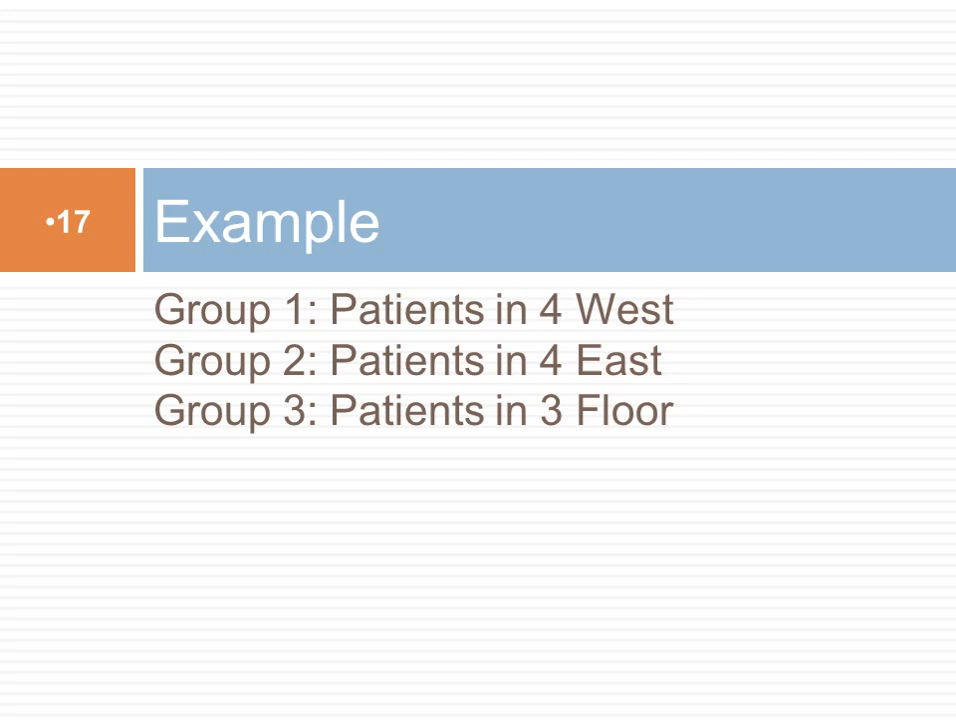 •17
Example
Group 1: Patients in 4 West
Group 2: Patients in 4 East
Group 3: Patients in 3 Floor